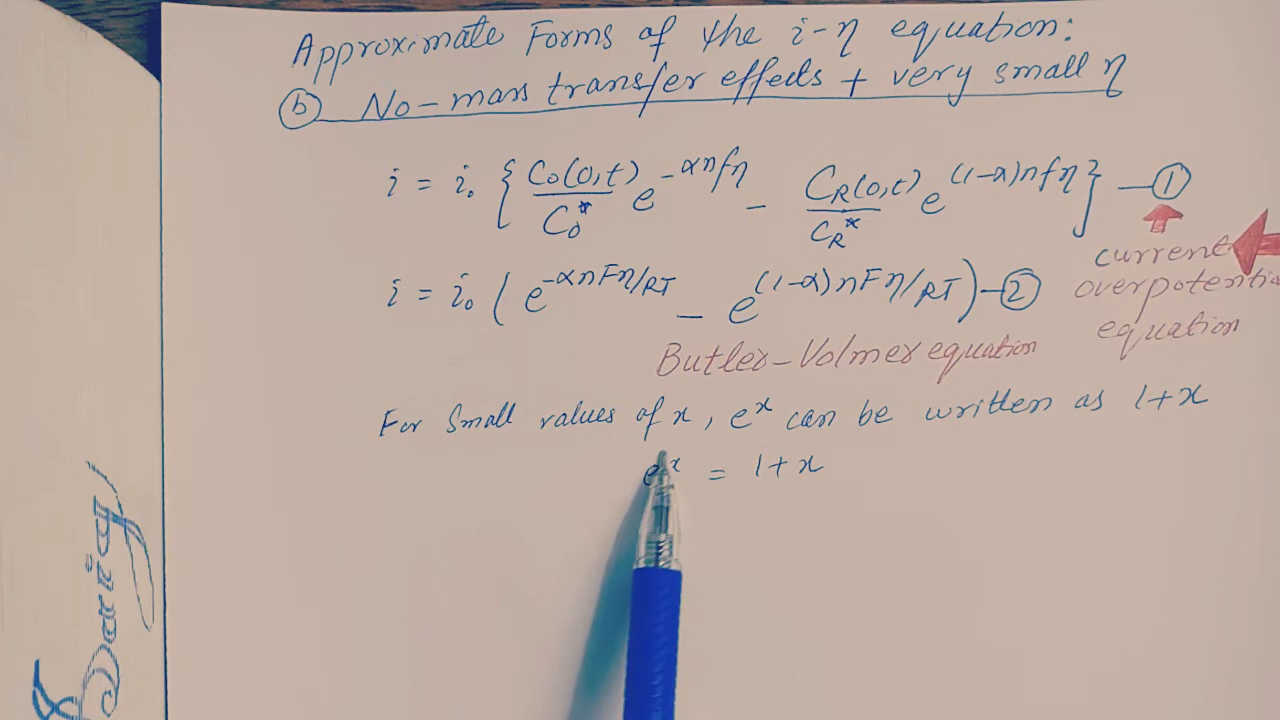 Approximate Forms of the i-η equation:
(b) No-mass transfer effects + very small η
i = i₀ { C_O(0,t)/C_O* e^{-αnfη} - C_R(0,t)/C_R* e^{(1-α)nfη} } — (1)
current
overpotential
equation
i = i₀ ( e^{-αnFη/RT} - e^{(1-α)nFη/RT} ) - (2)
Butler-Volmer equation
For small values of x, e^x can be written as 1+x
e^x = 1+x